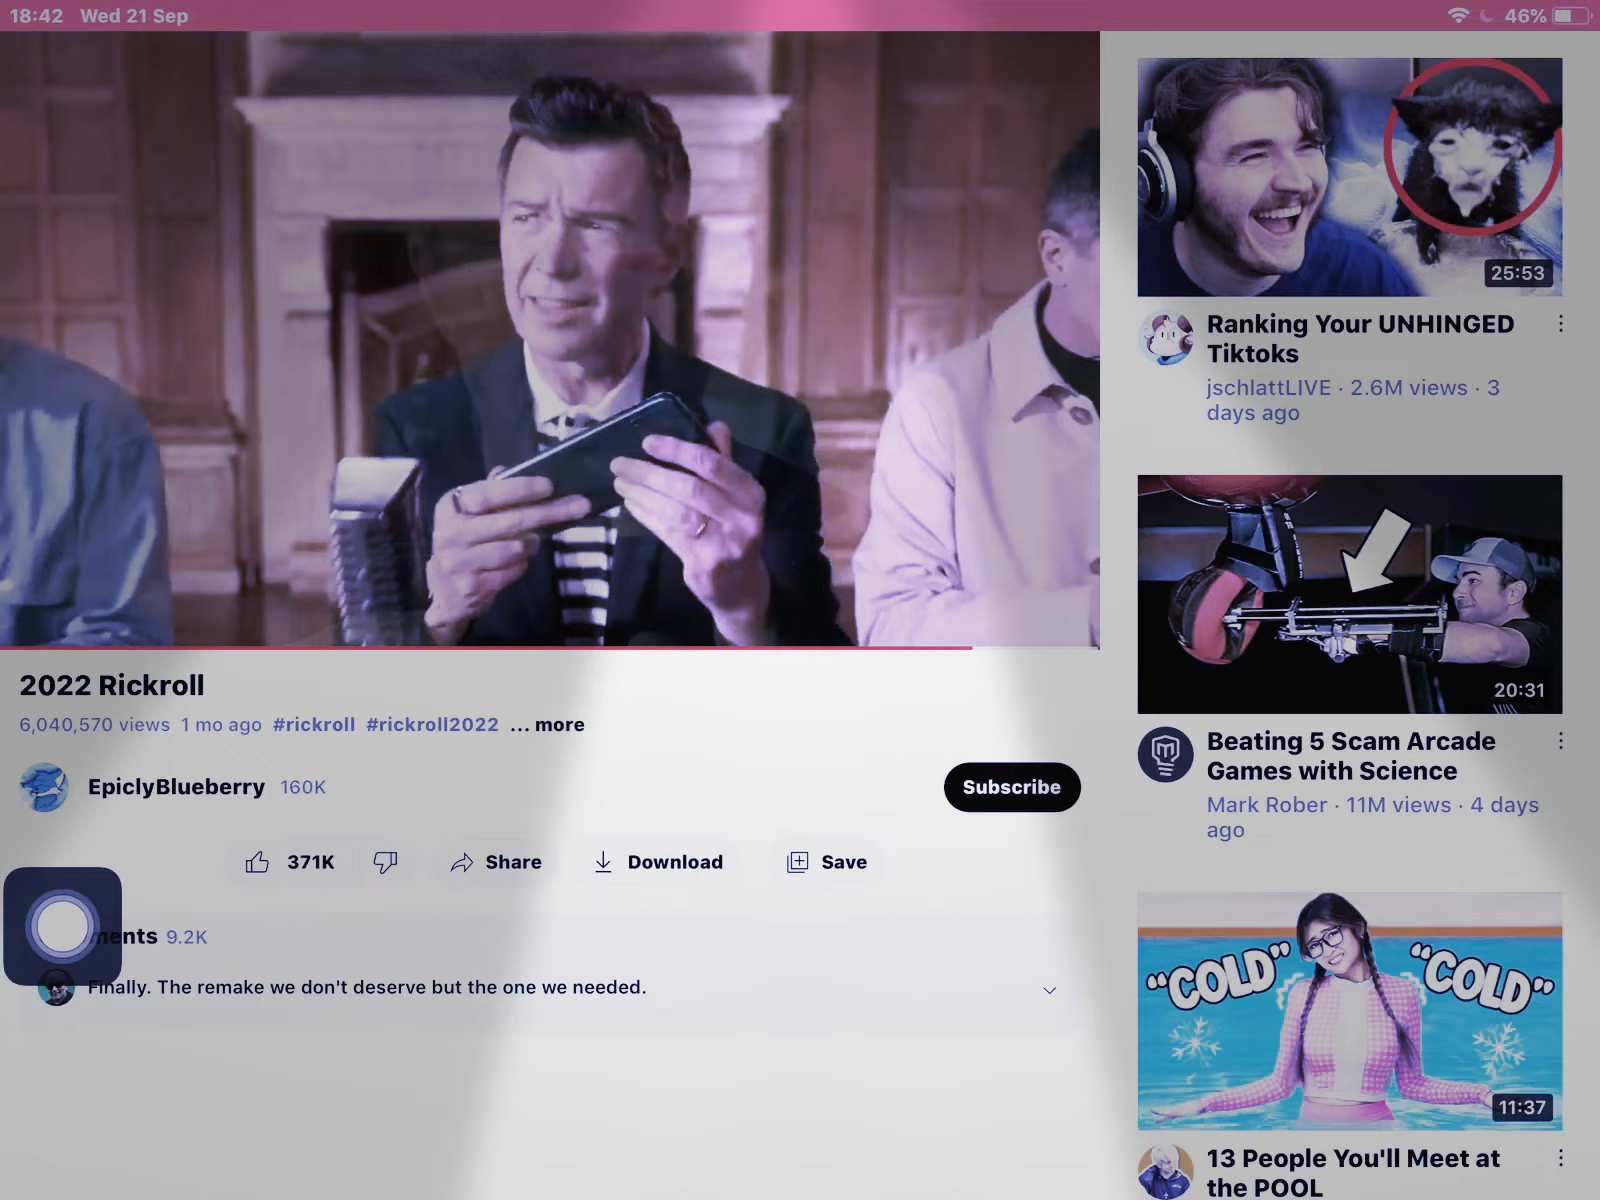 18:42 Wed 21 Sep
46%
25:53
Ranking Your UNHINGED
Tiktoks
jschlattLIVE · 2.6M views · 3
days ago
20:31
Beating 5 Scam Arcade
Games with Science
Mark Rober · 11M views · 4 days
ago
"COLD" "COLD"
11:37
13 People You'll Meet at
the POOL
2022 Rickroll
6,040,570 views 1 mo ago #rickroll #rickroll2022 ... more
EpiclyBlueberry 160K
Subscribe
371K Share Download Save
ments 9.2K
Finally. The remake we don't deserve but the one we needed.